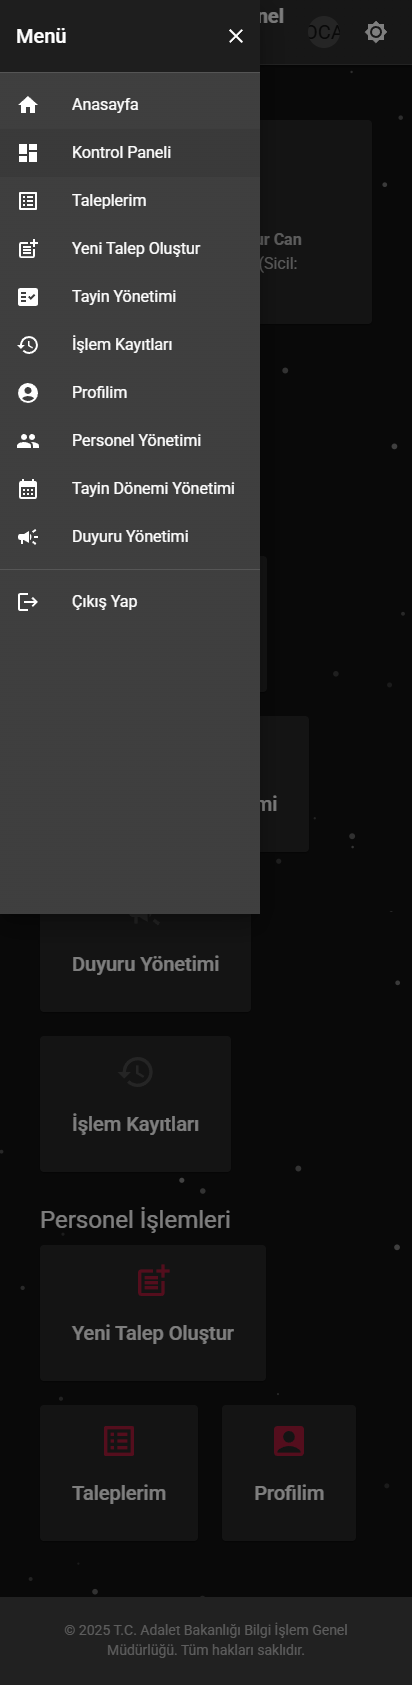 Menü
nel
DCA
Anasayfa
Kontrol Paneli
Taleplerim
Yeni Talep Oluştur
ur Can
(Sicil:
Tayin Yönetimi
İşlem Kayıtları
Profilim
Personel Yönetimi
Tayin Dönemi Yönetimi
Duyuru Yönetimi
Çıkış Yap
mi
Duyuru Yönetimi
İşlem Kayıtları
Personel İşlemleri
Yeni Talep Oluştur
Taleplerim
Profilim
© 2025 T.C. Adalet Bakanlığı Bilgi İşlem Genel
Müdürlüğü. Tüm hakları saklıdır.